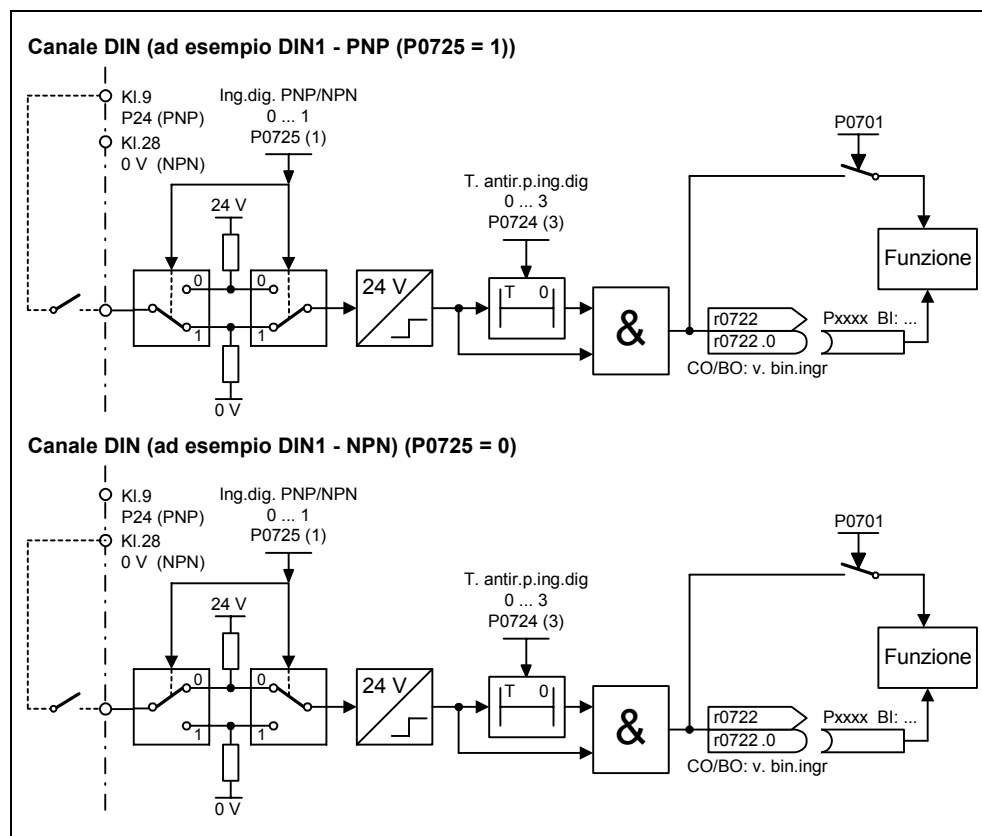 Canale DIN (ad esempio DIN1 - PNP (P0725 = 1))
Kl.9
P24 (PNP)
Kl.28
0 V (NPN)
Ing.dig. PNP/NPN
0 ... 1
P0725 (1)
24 V
0
0
1
1
0 V
24 V
T. antir.p.ing.dig
0 ... 3
P0724 (3)
T 0
&
P0701
Funzione
r0722
r0722 .0
Pxxxx BI: ...
CO/BO: v. bin.ingr
Canale DIN (ad esempio DIN1 - NPN) (P0725 = 0)
Kl.9
P24 (PNP)
Kl.28
0 V (NPN)
Ing.dig. PNP/NPN
0 ... 1
P0725 (1)
24 V
0
0
1
1
0 V
24 V
T. antir.p.ing.dig
0 ... 3
P0724 (3)
T 0
&
P0701
Funzione
r0722
r0722 .0
Pxxxx BI: ...
CO/BO: v. bin.ingr